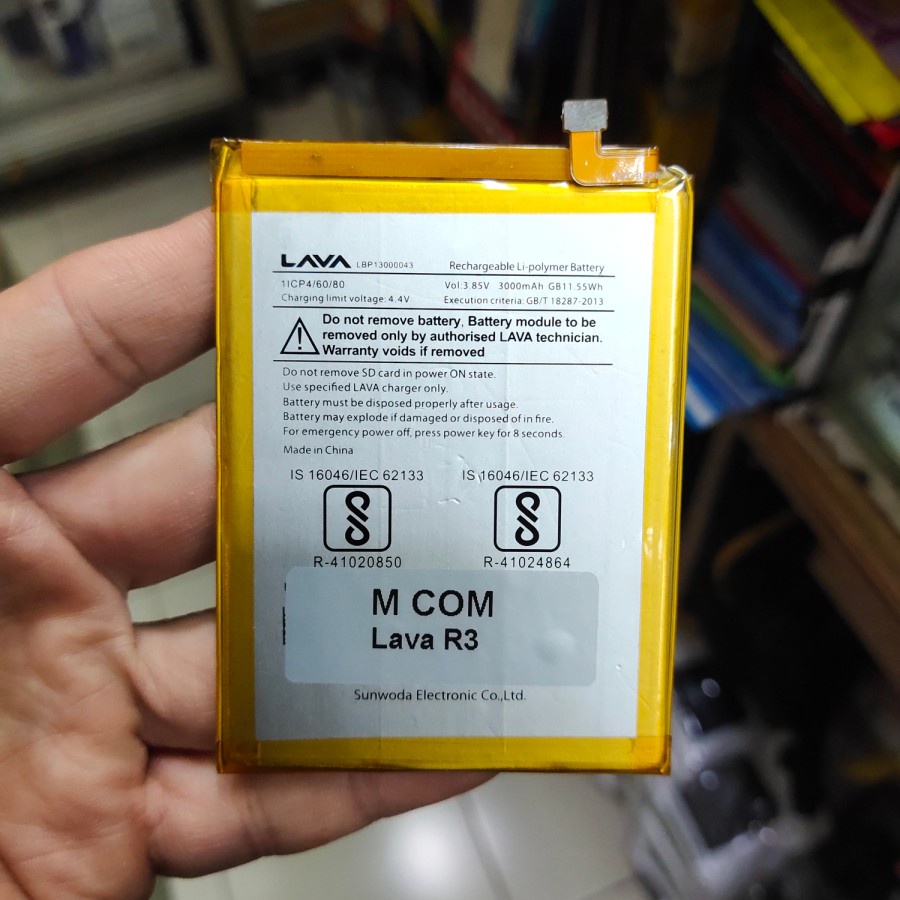 LAVA LBP13000043 Rechargeable Li-polymer Battery
1ICP4/60/80 Vol:3.85V 3000mAh GB11.55Wh
Charging limit voltage: 4.4V Execution criteria: GB/T 18287-2013
Do not remove battery, Battery module to be
removed only by authorised LAVA technician.
Warranty voids if removed
Do not remove SD card in power ON state.
Use specified LAVA charger only.
Battery must be disposed properly after usage.
Battery may explode if damaged or disposed of in fire.
For emergency power off, press power key for 8 seconds.
Made in China
IS 16046/IEC 62133 IS 16046/IEC 62133
R-41020850 R-41024864
M COM
Lava R3
Sunwoda Electronic Co.,Ltd.